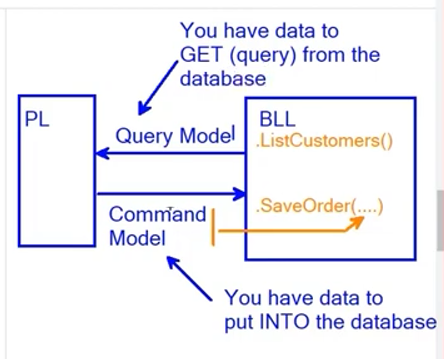 You have data to
GET (query) from the
database
PL
BLL
Query Model
.ListCustomers()
Command
Model
.SaveOrder(....)
You have data to
put INTO the database